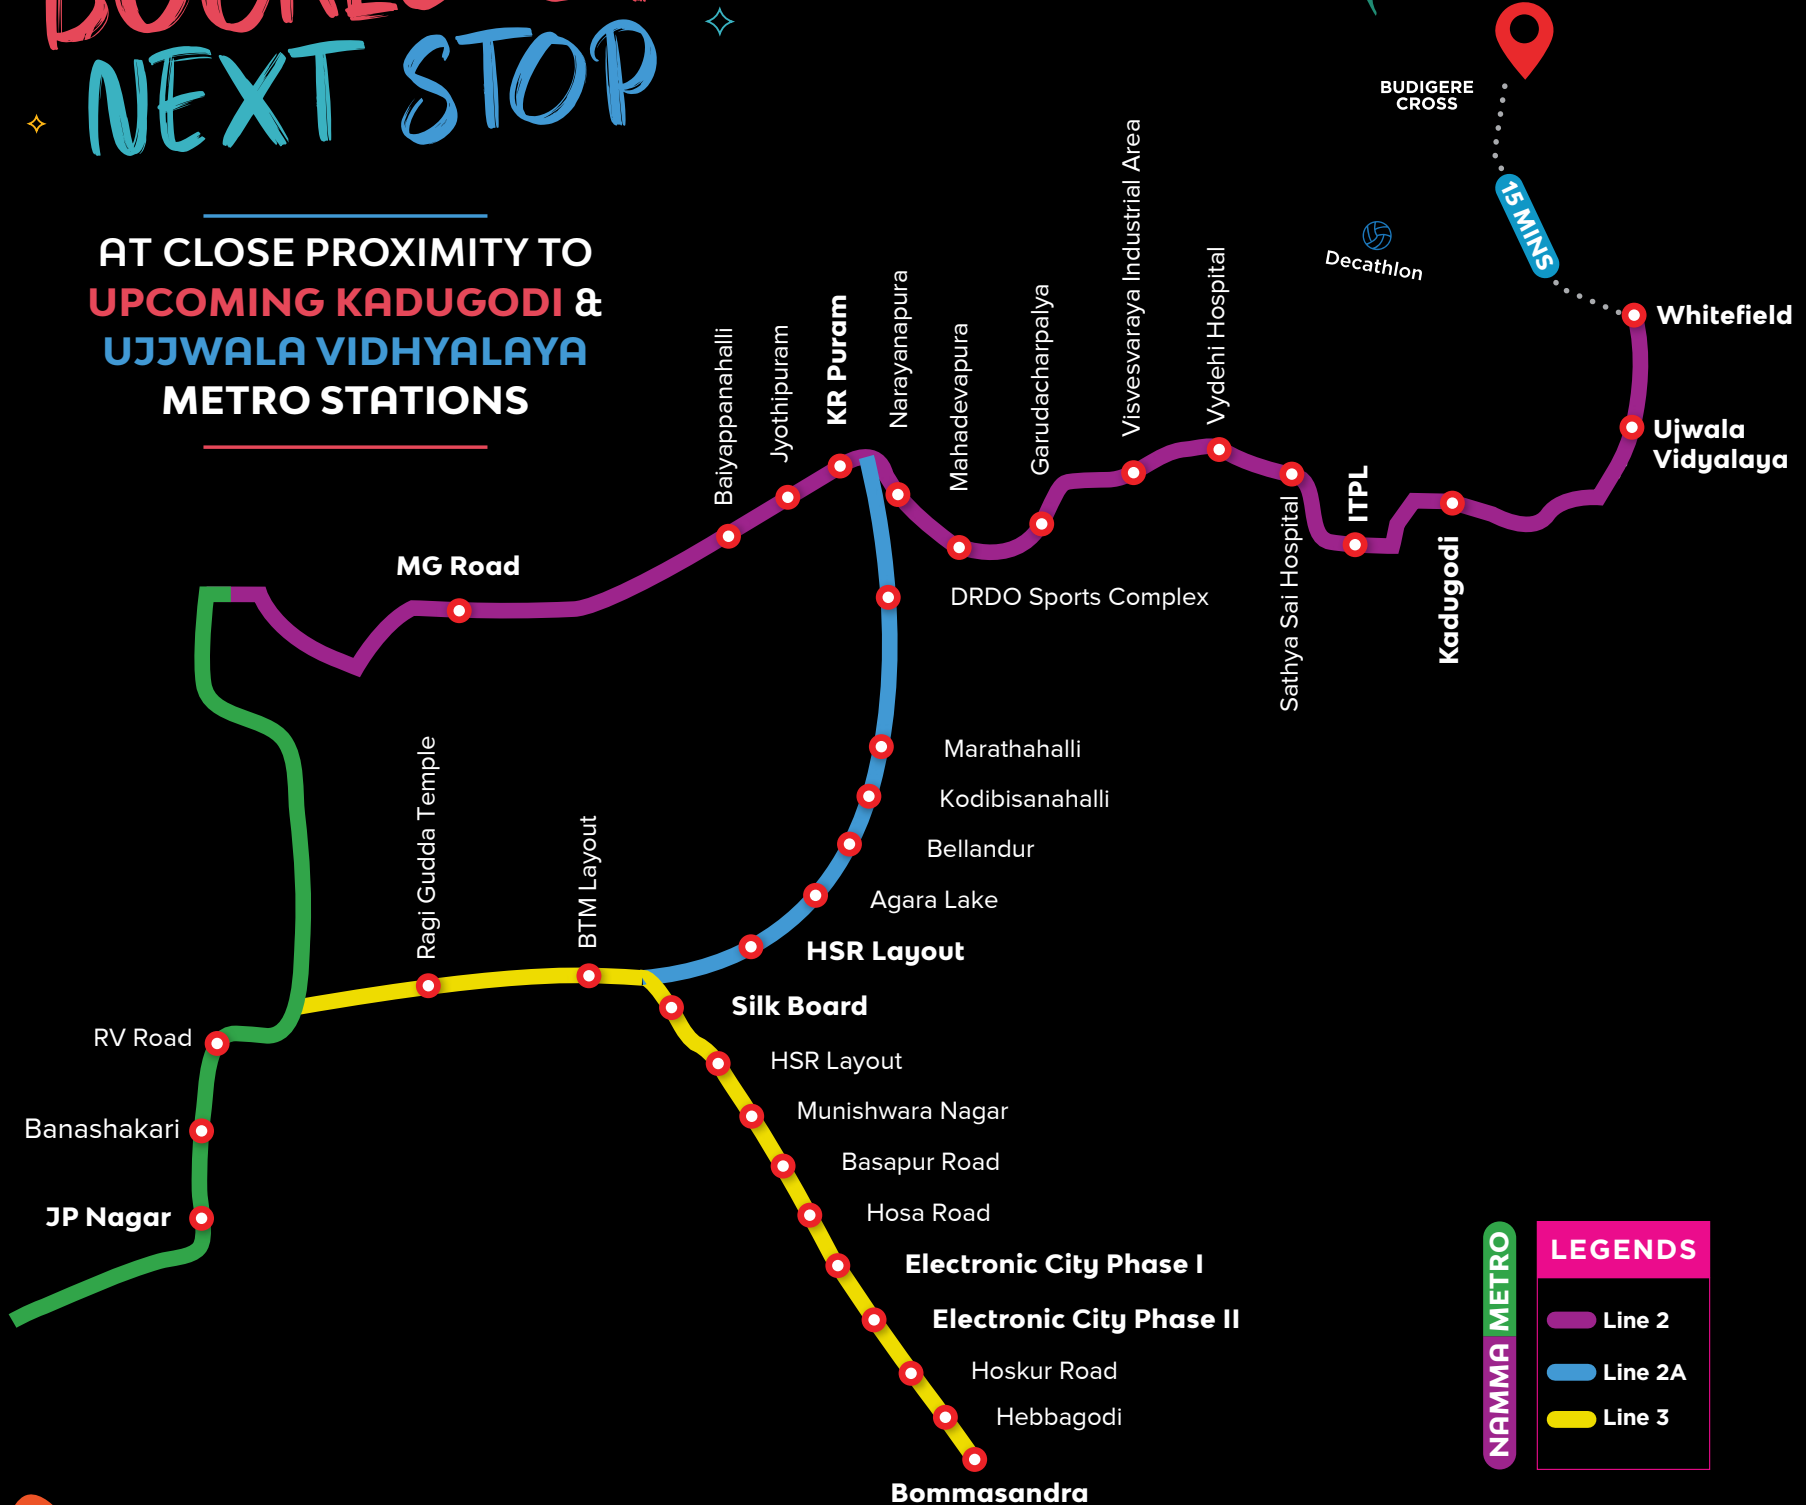 NEXT STOP
AT CLOSE PROXIMITY TO
UPCOMING KADUGODI &
UJJWALA VIDHYALAYA
METRO STATIONS
BUDIGERE
CROSS
15 MINS
Decathlon
Whitefield
Ujwala
Vidyalaya
Kadugodi
ITPL
Sathya Sai Hospital
Vydehi Hospital
Visvesvaraya Industrial Area
Garudacharpalya
Mahadevapura
Narayanapura
KR Puram
Jyothipuram
Baiyappanahalli
MG Road
DRDO Sports Complex
Marathahalli
Kodibisanahalli
Bellandur
Agara Lake
HSR Layout
Ragi Gudda Temple
BTM Layout
Silk Board
HSR Layout
Munishwara Nagar
Basapur Road
Hosa Road
Electronic City Phase I
Electronic City Phase II
Hoskur Road
Hebbagodi
Bommasandra
RV Road
Banashakari
JP Nagar
NAMMA METRO
LEGENDS
Line 2
Line 2A
Line 3